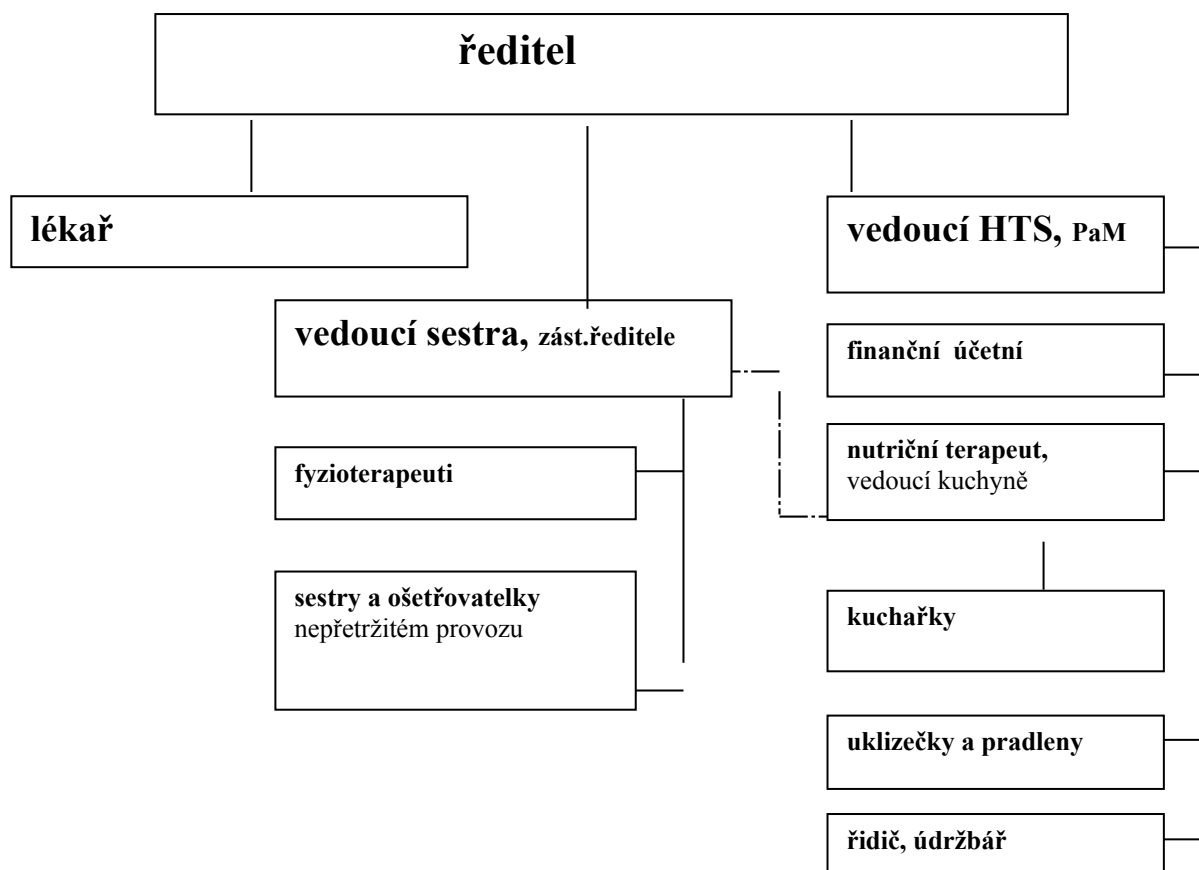 ředitel
lékař
vedoucí HTS, PaM
vedoucí sestra, zást.ředitele
finanční účetní
nutriční terapeut,
vedoucí kuchyně
fyzioterapeuti
sestry a ošetřovatelky
nepřetržitém provozu
kuchařky
uklizečky a pradleny
řidič, údržbář